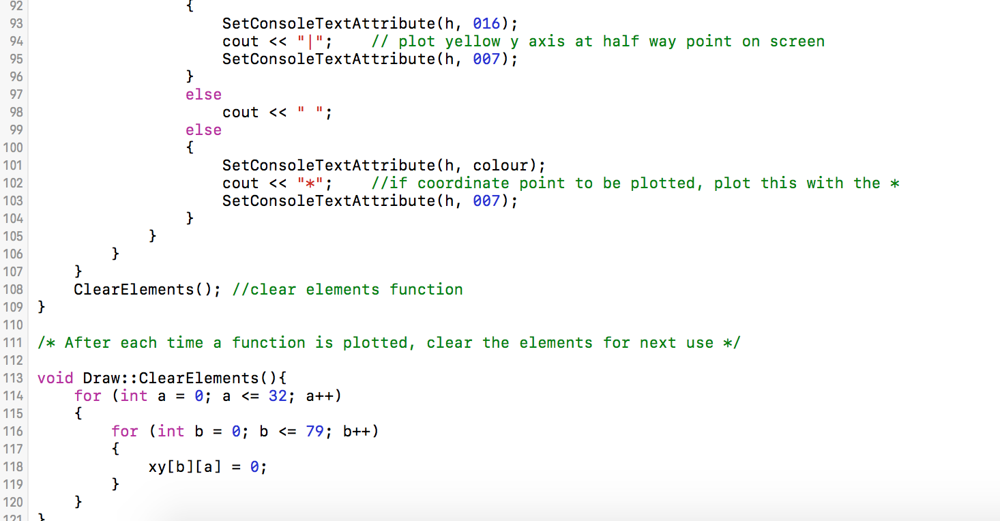 92                 {
93                     SetConsoleTextAttribute(h, 016);
94                     cout << "|";    // plot yellow y axis at half way point on screen
95                     SetConsoleTextAttribute(h, 007);
96                 }
97                 else
98                     cout << " ";
99                 else
100                 {
101                     SetConsoleTextAttribute(h, colour);
102                     cout << "*";    //if coordinate point to be plotted, plot this with the *
103                     SetConsoleTextAttribute(h, 007);
104                 }
105             }
106         }
107     }
108     ClearElements(); //clear elements function
109 }
110
111 /* After each time a function is plotted, clear the elements for next use */
112
113 void Draw::ClearElements(){
114     for (int a = 0; a <= 32; a++)
115     {
116         for (int b = 0; b <= 79; b++)
117         {
118             xy[b][a] = 0;
119         }
120     }
121 }